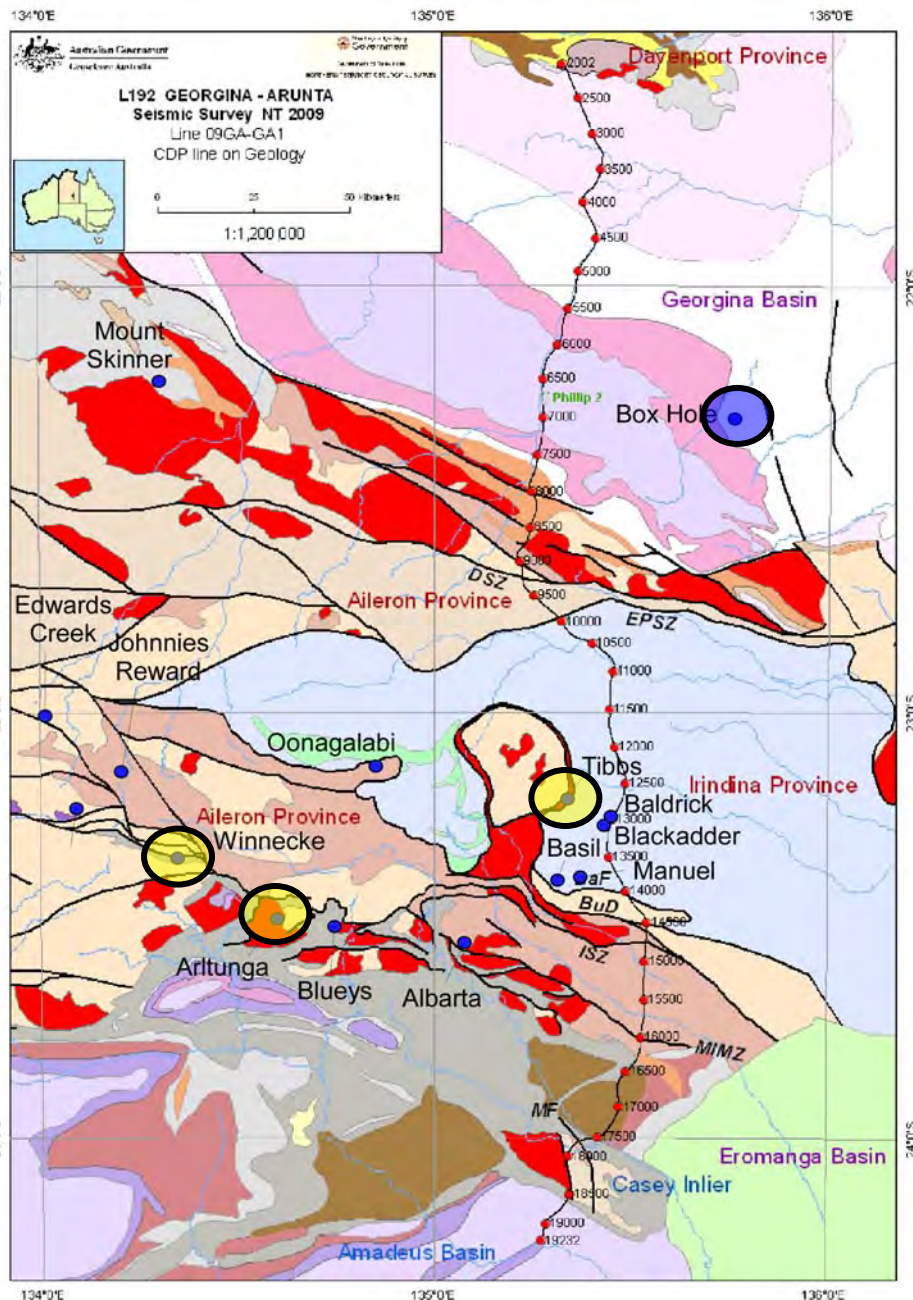 134°0'E
135°0'E
136°0'E
Australian Government
Geoscience Australia
Government
L192 GEORGINA - ARUNTA
Seismic Survey NT 2009
Line 09GA-GA1
CDP line on Geology
0
25
50 Kilometers
1:1,200 000
Davenport Province
2002
2500
3000
3500
4000
4500
5000
Georgina Basin
5500
6000
6500
Phillip 2
7000
7500
8000
8500
9000
9500
10000
10500
11000
11500
12000
12500
13000
13500
14000
14500
15000
15500
16000
16500
17000
17500
18000
18500
19000
19232
Mount
Skinner
Box Hole
DSZ
Aileron Province
EPSZ
Edwards
Creek
Johnnies
Reward
23°0'S
Oonagalabi
Tibbs
Irindina Province
Baldrick
Aileron Province
Winnecke
Blackadder
Basil
Manuel
aF
BuD
ISZ
Arltunga
Blueys
Albarta
MIMZ
MF
24°0'S
Eromanga Basin
Casey Inlier
Amadeus Basin
134°0'E
135°0'E
136°0'E